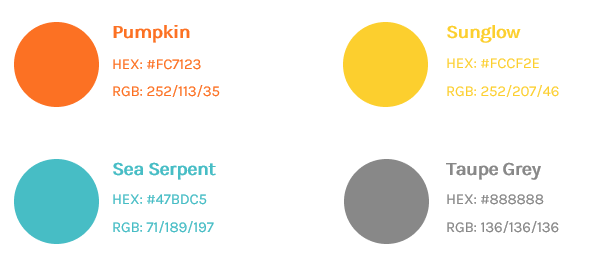 Pumpkin
HEX: #FC7123
RGB: 252/113/35
Sunglow
HEX: #FCCF2E
RGB: 252/207/46
Sea Serpent
HEX: #47BDC5
RGB: 71/189/197
Taupe Grey
HEX: #888888
RGB: 136/136/136